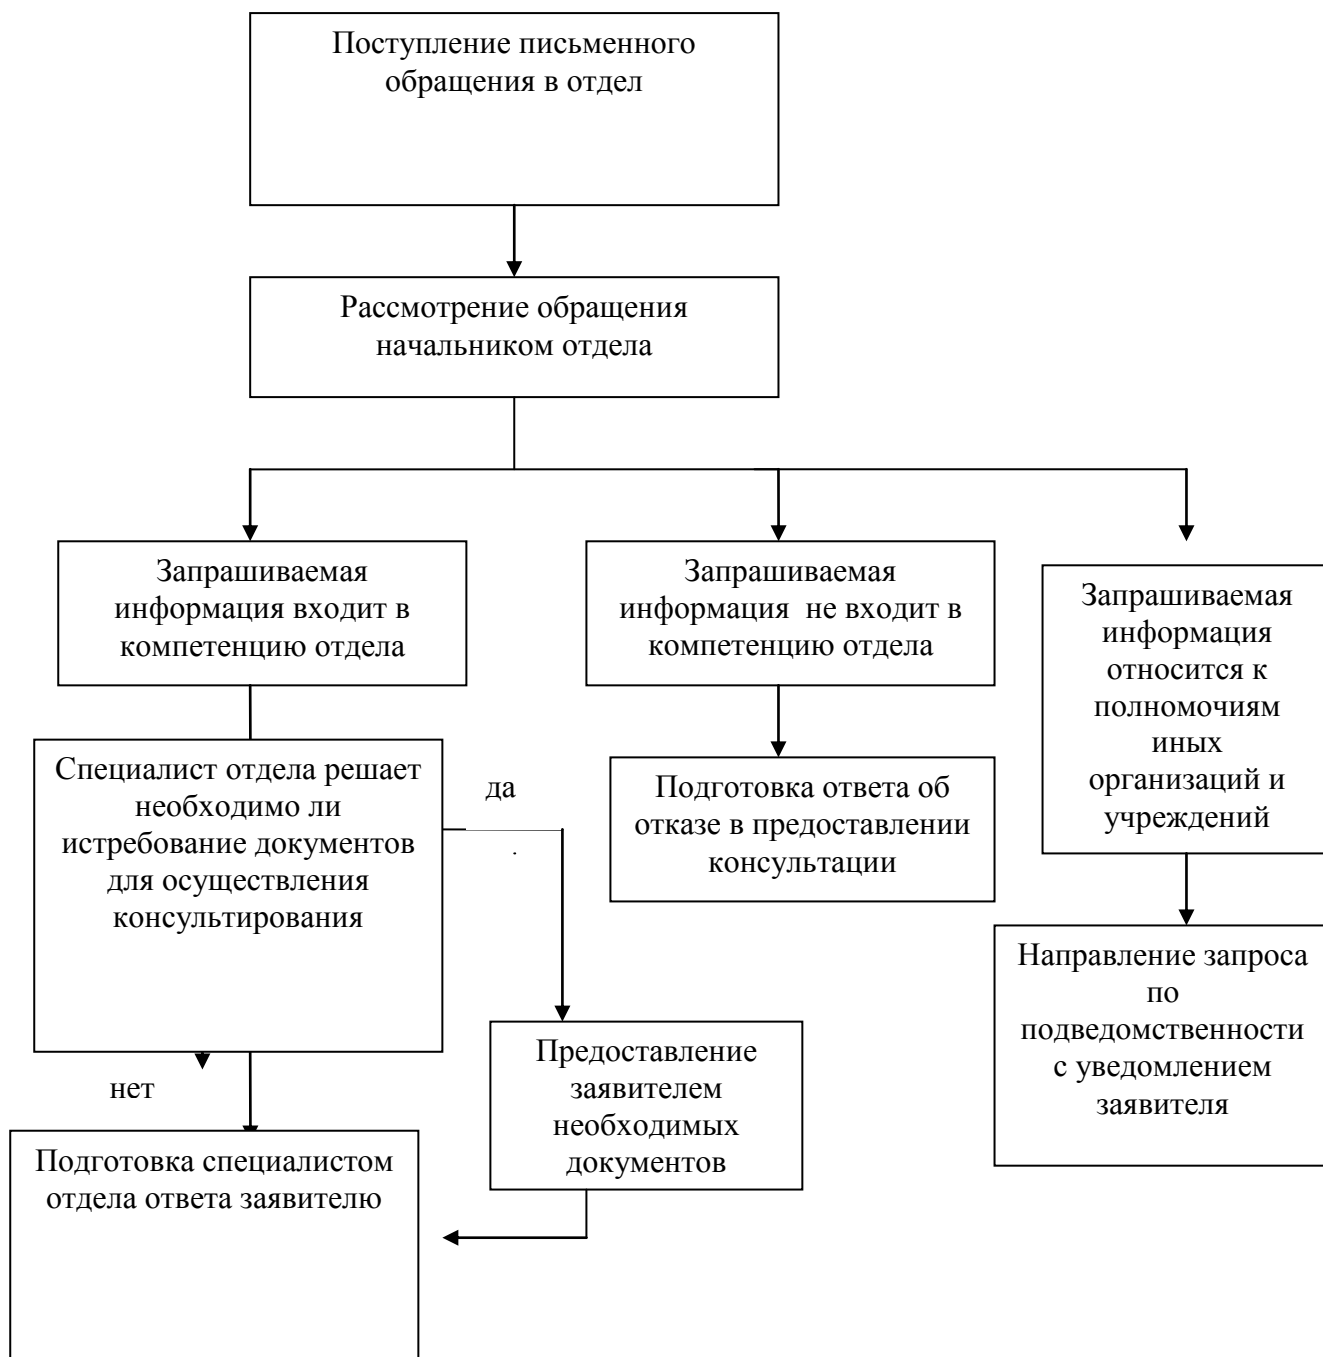 Поступление письменного
обращения в отдел
Рассмотрение обращения
начальником отдела
Запрашиваемая
информация входит в
компетенцию отдела
Запрашиваемая
информация  не входит в
компетенцию отдела
Запрашиваемая
информация
относится к
полномочиям
иных
организаций и
учреждений
Специалист отдела решает
необходимо ли
истребование документов
для осуществления
консультирования
да
.
Подготовка ответа об
отказе в предоставлении
консультации
Направление запроса
по
подведомственности
с уведомлением
заявителя
Предоставление
заявителем
необходимых
документов
нет
Подготовка специалистом
отдела ответа заявителю